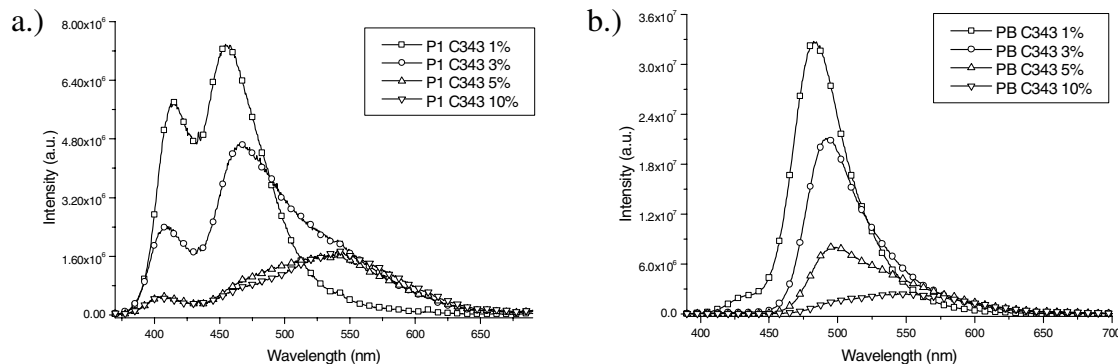 a.)
8.00x10⁶
6.40x10⁶
4.80x10⁶
3.20x10⁶
1.60x10⁶
0.00
Intensity (a.u.)
P1 C343 1%
P1 C343 3%
P1 C343 5%
P1 C343 10%
400 450 500 550 600 650
Wavelength (nm)
b.)
3.6x10⁷
3.0x10⁷
2.4x10⁷
1.8x10⁷
1.2x10⁷
6.0x10⁶
0.0
Intensity (a.u.)
PB C343 1%
PB C343 3%
PB C343 5%
PB C343 10%
400 450 500 550 600 650 700
Wavelength (nm)